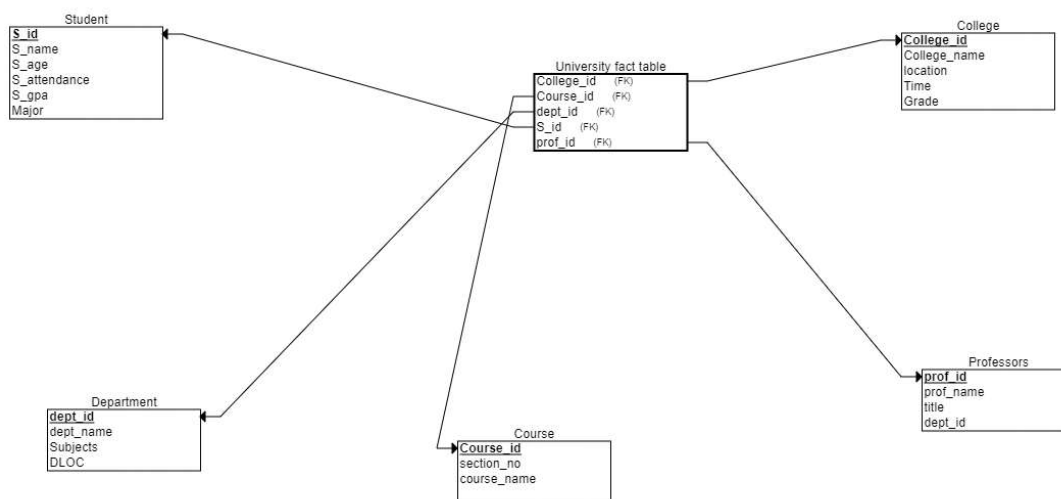 Student
S_id
S_name
S_age
S_attendance
S_gpa
Major
University fact table
College_id (FK)
Course_id (FK)
dept_id (FK)
S_id (FK)
prof_id (FK)
College
College_id
College_name
location
Time
Grade
Department
dept_id
dept_name
Subjects
DLOC
Course
Course_id
section_no
course_name
Professors
prof_id
prof_name
title
dept_id